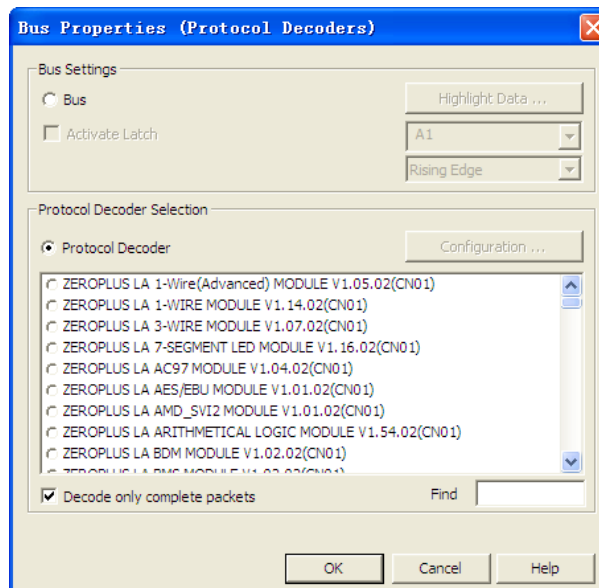 Bus Properties (Protocol Decoders)
Bus Settings
Bus
Highlight Data ...
Activate Latch
A1
Rising Edge
Protocol Decoder Selection
Protocol Decoder
Configuration ...
ZEROPLUS LA 1-Wire(Advanced) MODULE V1.05.02(CN01)
ZEROPLUS LA 1-WIRE MODULE V1.14.02(CN01)
ZEROPLUS LA 3-WIRE MODULE V1.07.02(CN01)
ZEROPLUS LA 7-SEGMENT LED MODULE V1.16.02(CN01)
ZEROPLUS LA AC97 MODULE V1.04.02(CN01)
ZEROPLUS LA AES/EBU MODULE V1.01.02(CN01)
ZEROPLUS LA AMD_SVI2 MODULE V1.01.02(CN01)
ZEROPLUS LA ARITHMETICAL LOGIC MODULE V1.54.02(CN01)
ZEROPLUS LA BDM MODULE V1.02.02(CN01)
ZEROPLUS LA BMS MODULE
Decode only complete packets
Find
OK
Cancel
Help